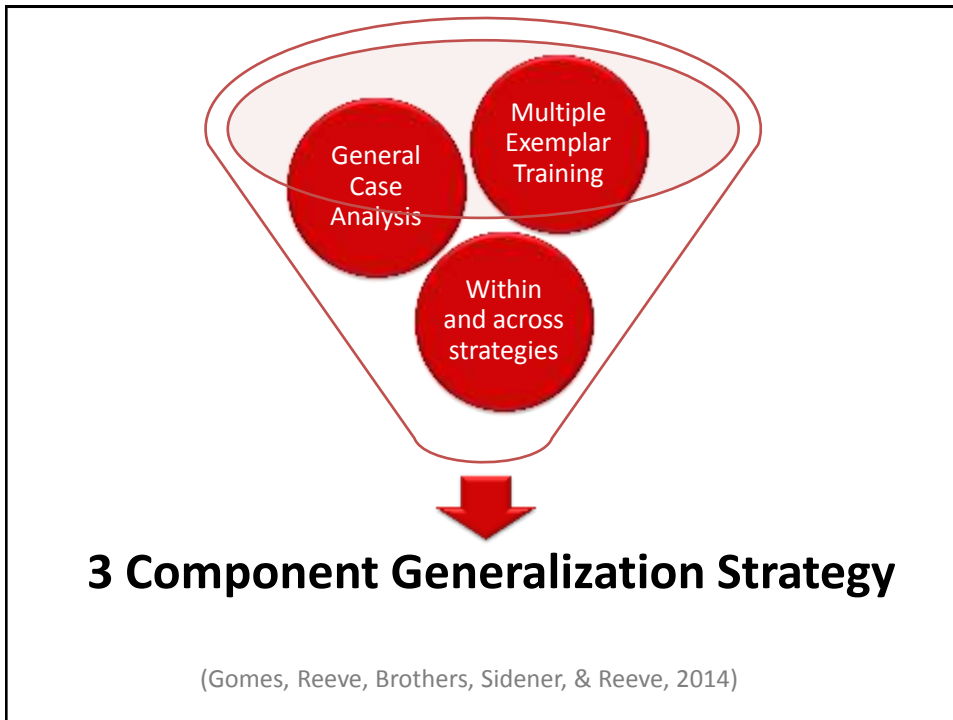 General
Case
Analysis
Multiple
Exemplar
Training
Within
and across
strategies
3 Component Generalization Strategy
(Gomes, Reeve, Brothers, Sidener, & Reeve, 2014)